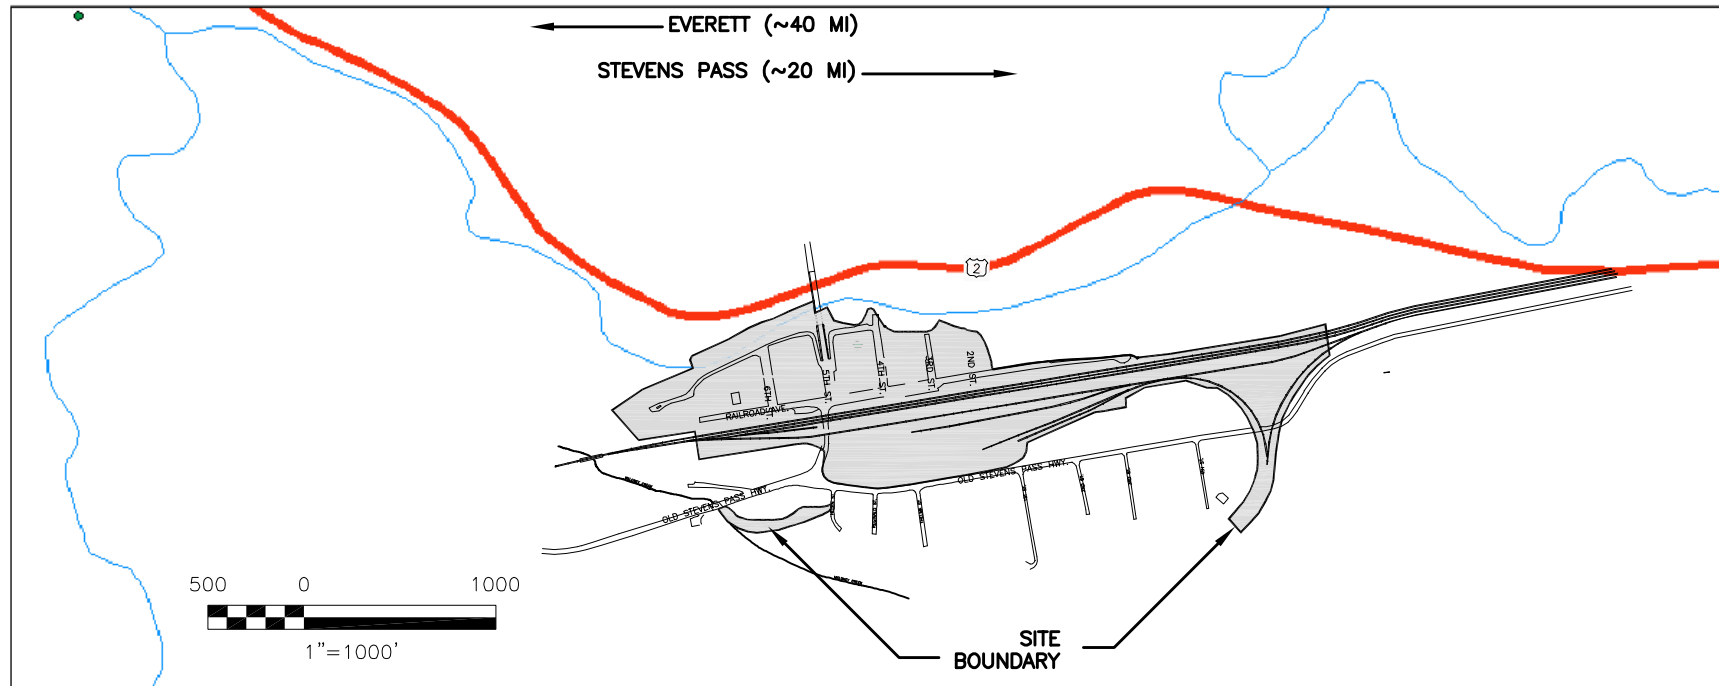 EVERETT (~40 MI)
STEVENS PASS (~20 MI)
2
2ND ST.
3RD ST.
4TH ST.
5TH ST.
6TH ST.
RAILROAD AVE.
OLD STEVENS PASS HWY.
OLD STEVENS PASS HWY.
500 0 1000
1"=1000'
SITE
BOUNDARY